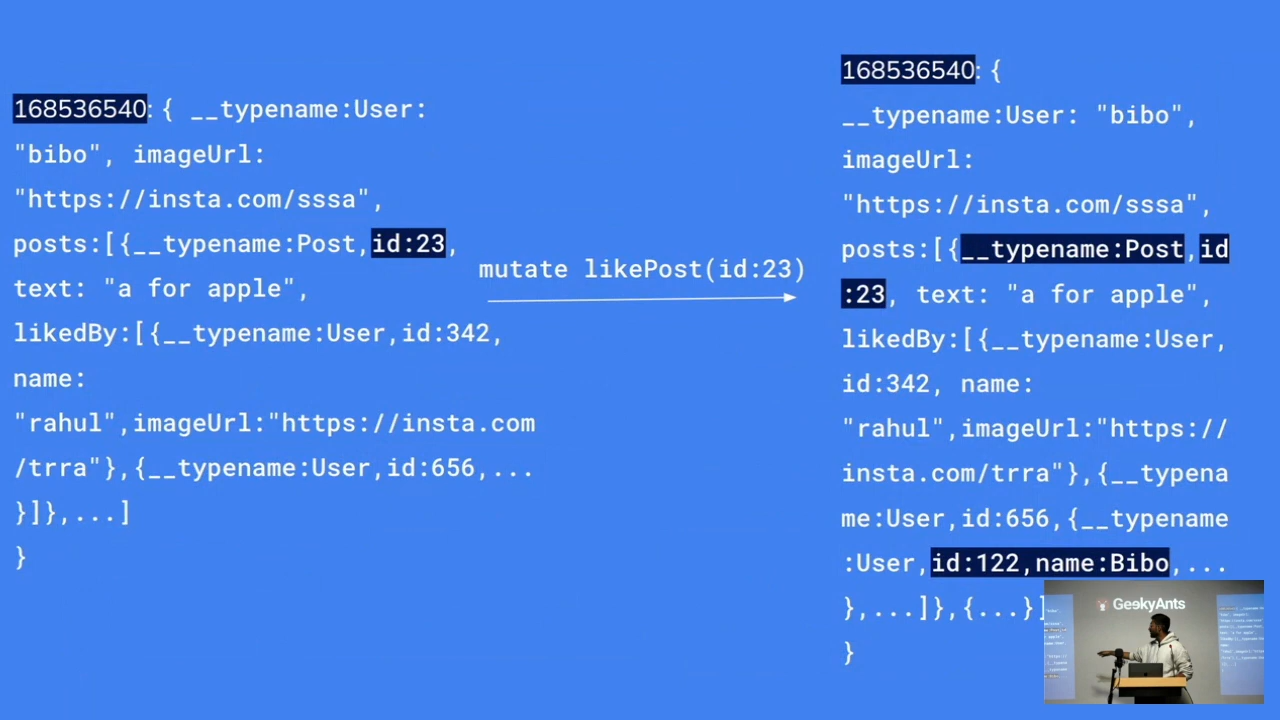 168536540: { __typename:User:
"bibo", imageUrl:
"https://insta.com/sssa",
posts:[{__typename:Post,id:23,
text: "a for apple",
likedBy:[{__typename:User,id:342,
name:
"rahul",imageUrl:"https://insta.com
/trra"},{__typename:User,id:656,...
}]},...]
}
mutate likePost(id:23)
168536540: {
__typename:User: "bibo",
imageUrl:
"https://insta.com/sssa",
posts:[{__typename:Post,id
:23, text: "a for apple",
likedBy:[{__typename:User,
id:342, name:
"rahul",imageUrl:"https://
insta.com/trra"},{__typena
me:User,id:656,{__typename
:User,id:122,name:Bibo,...
},...]},{...}]
}
GeekyAnts